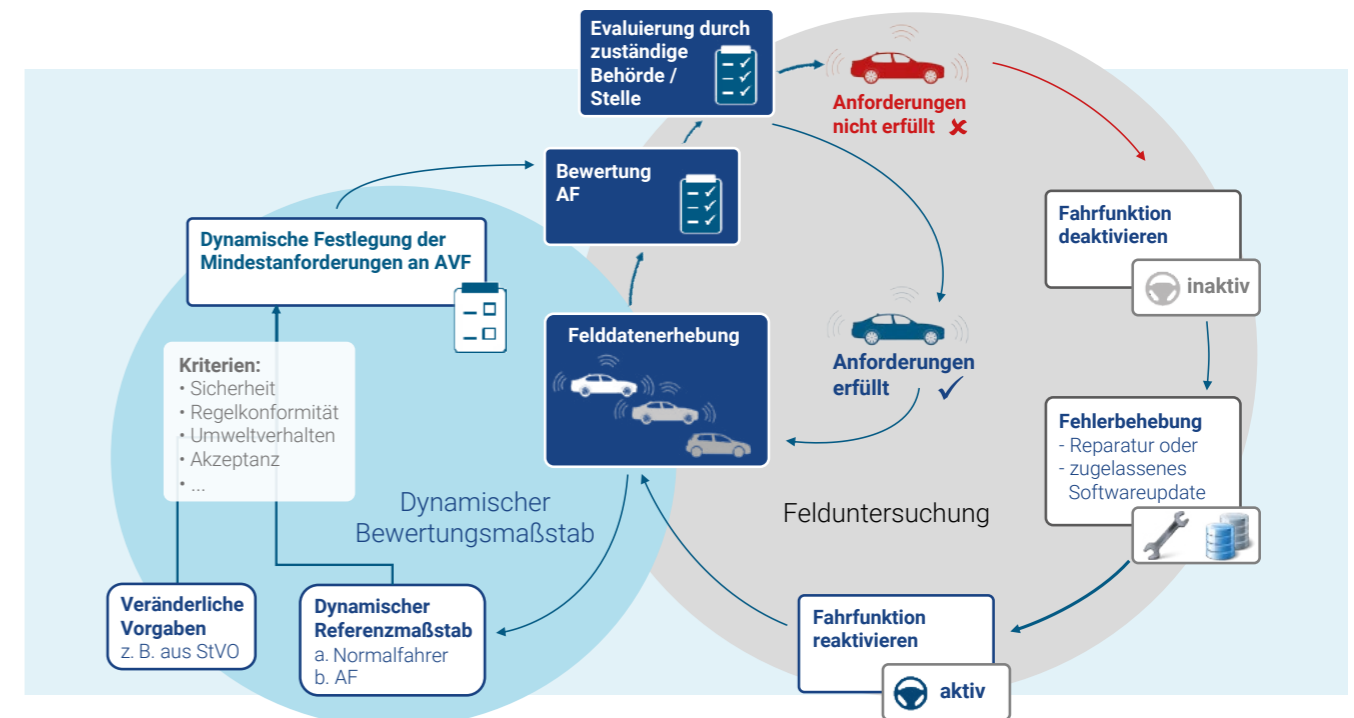 Evaluierung durch
zuständige
Behörde /
Stelle
Anforderungen
nicht erfüllt ✘
Bewertung
AF
Fahrfunktion
deaktivieren
inaktiv
Dynamische Festlegung der
Mindestanforderungen an AVF
Felddatenerhebung
Anforderungen
erfüllt ✓
Kriterien:
• Sicherheit
• Regelkonformität
• Umweltverhalten
• Akzeptanz
• ...
Fehlerbehebung
- Reparatur oder
- zugelassenes
Softwareupdate
Dynamischer
Bewertungsmaßstab
Felduntersuchung
Veränderliche
Vorgaben
z. B. aus StVO
Dynamischer
Referenzmaßstab
a. Normalfahrer
b. AF
Fahrfunktion
reaktivieren
aktiv